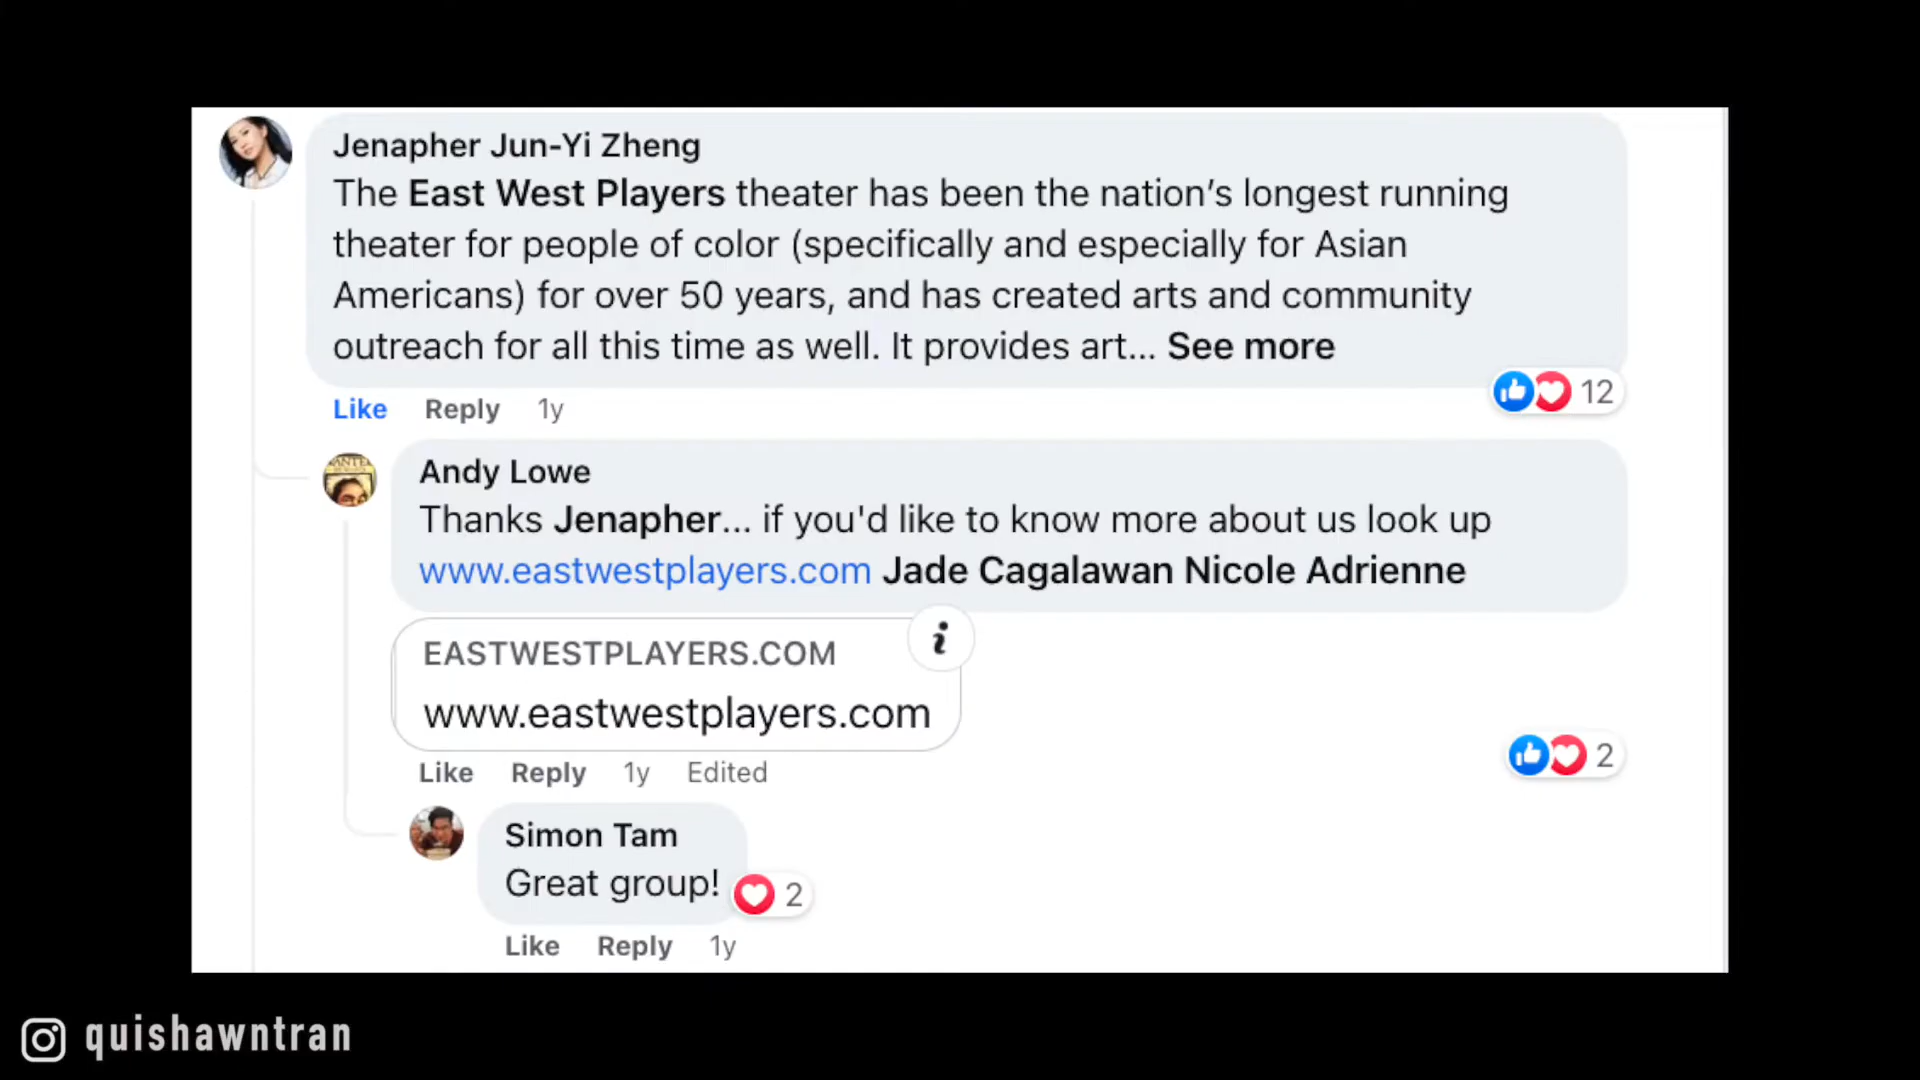 Jenapher Jun-Yi Zheng
The East West Players theater has been the nation’s longest running
theater for people of color (specifically and especially for Asian
Americans) for over 50 years, and has created arts and community
outreach for all this time as well. It provides art... See more
Like Reply 1y
12
Andy Lowe
Thanks Jenapher... if you'd like to know more about us look up
www.eastwestplayers.com Jade Cagalawan Nicole Adrienne
EASTWESTPLAYERS.COM
www.eastwestplayers.com
Like Reply 1y Edited
2
Simon Tam
Great group!
2
Like Reply 1y
quishawntran